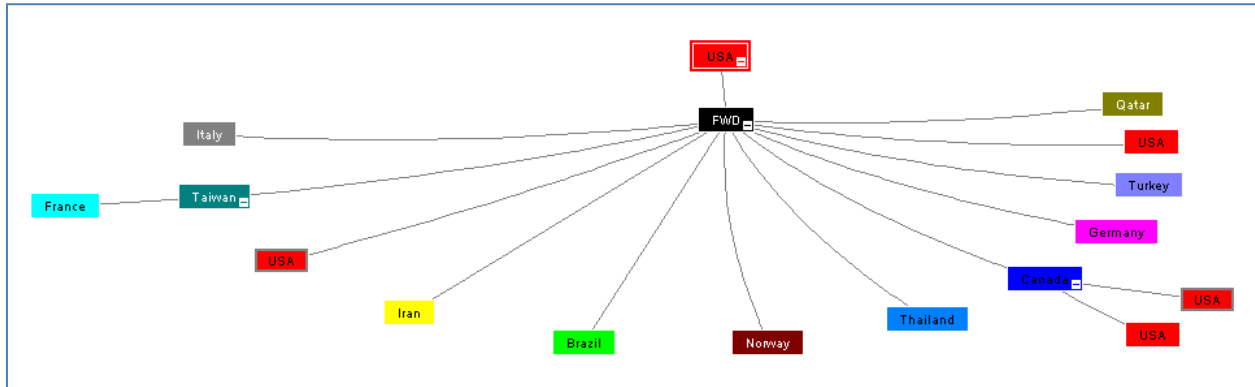 USA
Qatar
FWD
Italy
USA
Turkey
Taiwan
France
Germany
USA
Canada
USA
Iran
Thailand
USA
Brazil
Norway